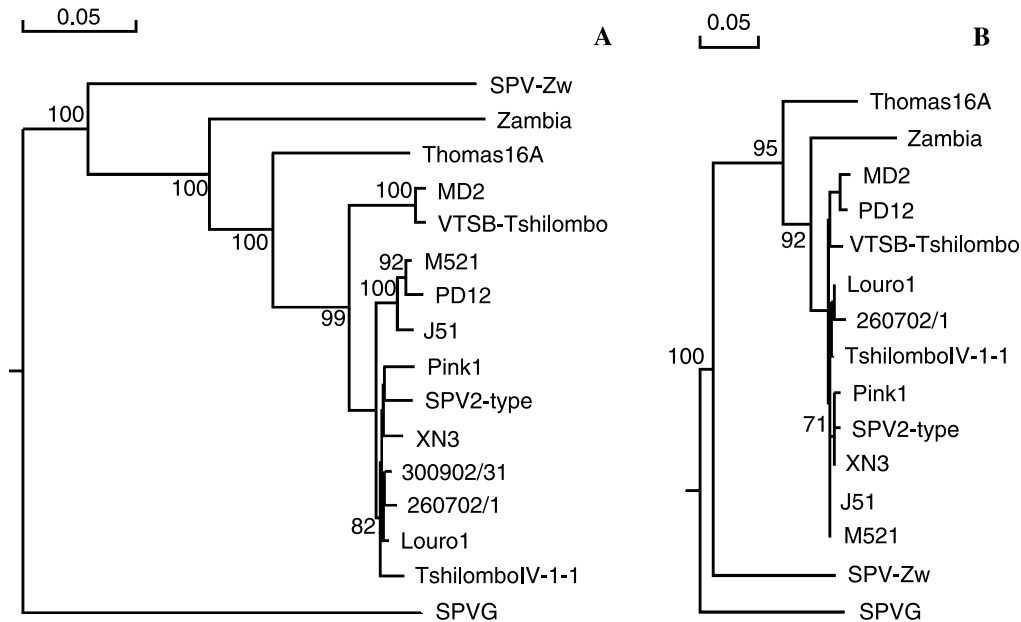 0.05
A
SPV-Zw
100
Zambia
100
Thomas16A
100
MD2
100
VTSB-Tshilombo
99
M521
92
PD12
100
J51
Pink1
SPV2-type
XN3
300902/31
260702/1
82
Louro1
TshilomboIV-1-1
SPVG
0.05
B
Thomas16A
95
Zambia
92
MD2
PD12
VTSB-Tshilombo
Louro1
260702/1
TshilomboIV-1-1
100
Pink1
71
SPV2-type
XN3
J51
M521
SPV-Zw
SPVG